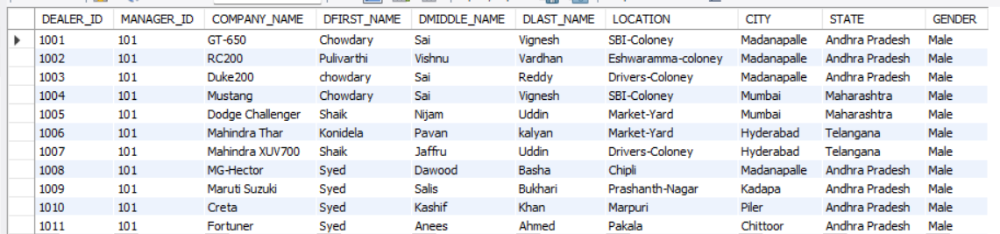 DEALER_ID MANAGER_ID COMPANY_NAME DFIRST_NAME DMIDDLE_NAME DLAST_NAME LOCATION CITY STATE GENDER
1001 101 GT-650 Chowdary Sai Vignesh SBI-Coloney Madanapalle Andhra Pradesh Male
1002 101 RC200 Pulivarthi Vishnu Vardhan Eshwaramma-coloney Madanapalle Andhra Pradesh Male
1003 101 Duke200 chowdary Sai Reddy Drivers-Coloney Madanapalle Andhra Pradesh Male
1004 101 Mustang Chowdary Sai Vignesh SBI-Coloney Mumbai Maharashtra Male
1005 101 Dodge Challenger Shaik Nijam Uddin Market-Yard Mumbai Maharashtra Male
1006 101 Mahindra Thar Konidela Pavan kalyan Market-Yard Hyderabad Telangana Male
1007 101 Mahindra XUV700 Shaik Jaffru Uddin Drivers-Coloney Hyderabad Telangana Male
1008 101 MG-Hector Syed Dawood Basha Chipli Madanapalle Andhra Pradesh Male
1009 101 Maruti Suzuki Syed Salis Bukhari Prashanth-Nagar Kadapa Andhra Pradesh Male
1010 101 Creta Syed Kashif Khan Marpuri Piler Andhra Pradesh Male
1011 101 Fortuner Syed Anees Ahmed Pakala Chittoor Andhra Pradesh Male